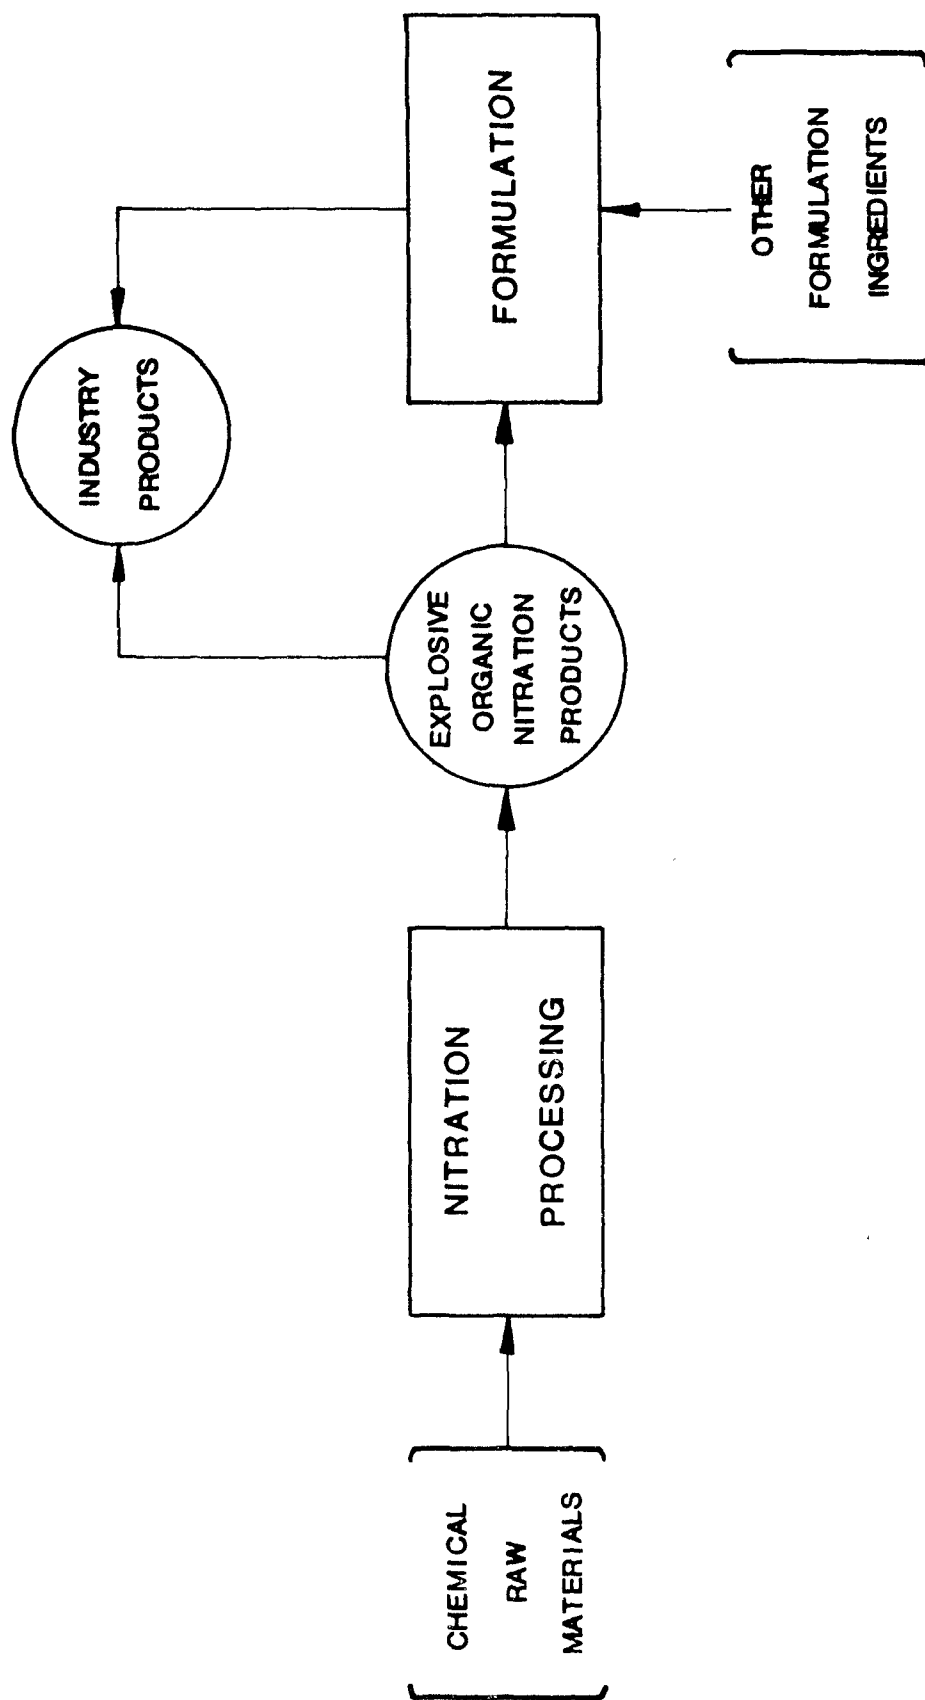 CHEMICAL
RAW
MATERIALS
NITRATION
PROCESSING
EXPLOSIVE
ORGANIC
NITRATION
PRODUCTS
INDUSTRY
PRODUCTS
FORMULATION
OTHER
FORMULATION
INGREDIENTS